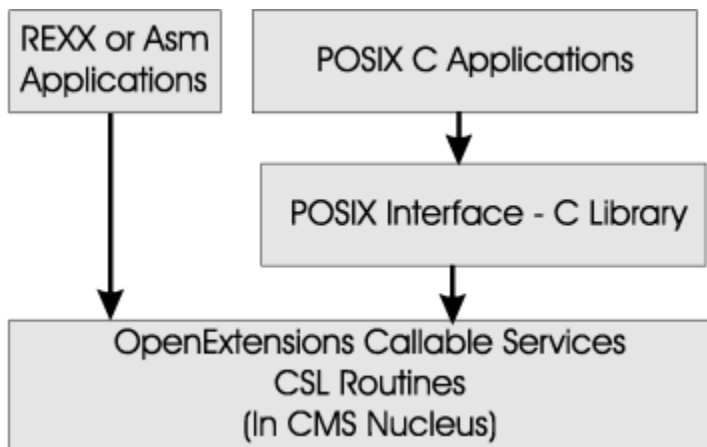 REXX or Asm
Applications
POSIX C Applications
POSIX Interface - C Library
OpenExtensions Callable Services
CSL Routines
(In CMS Nucleus)